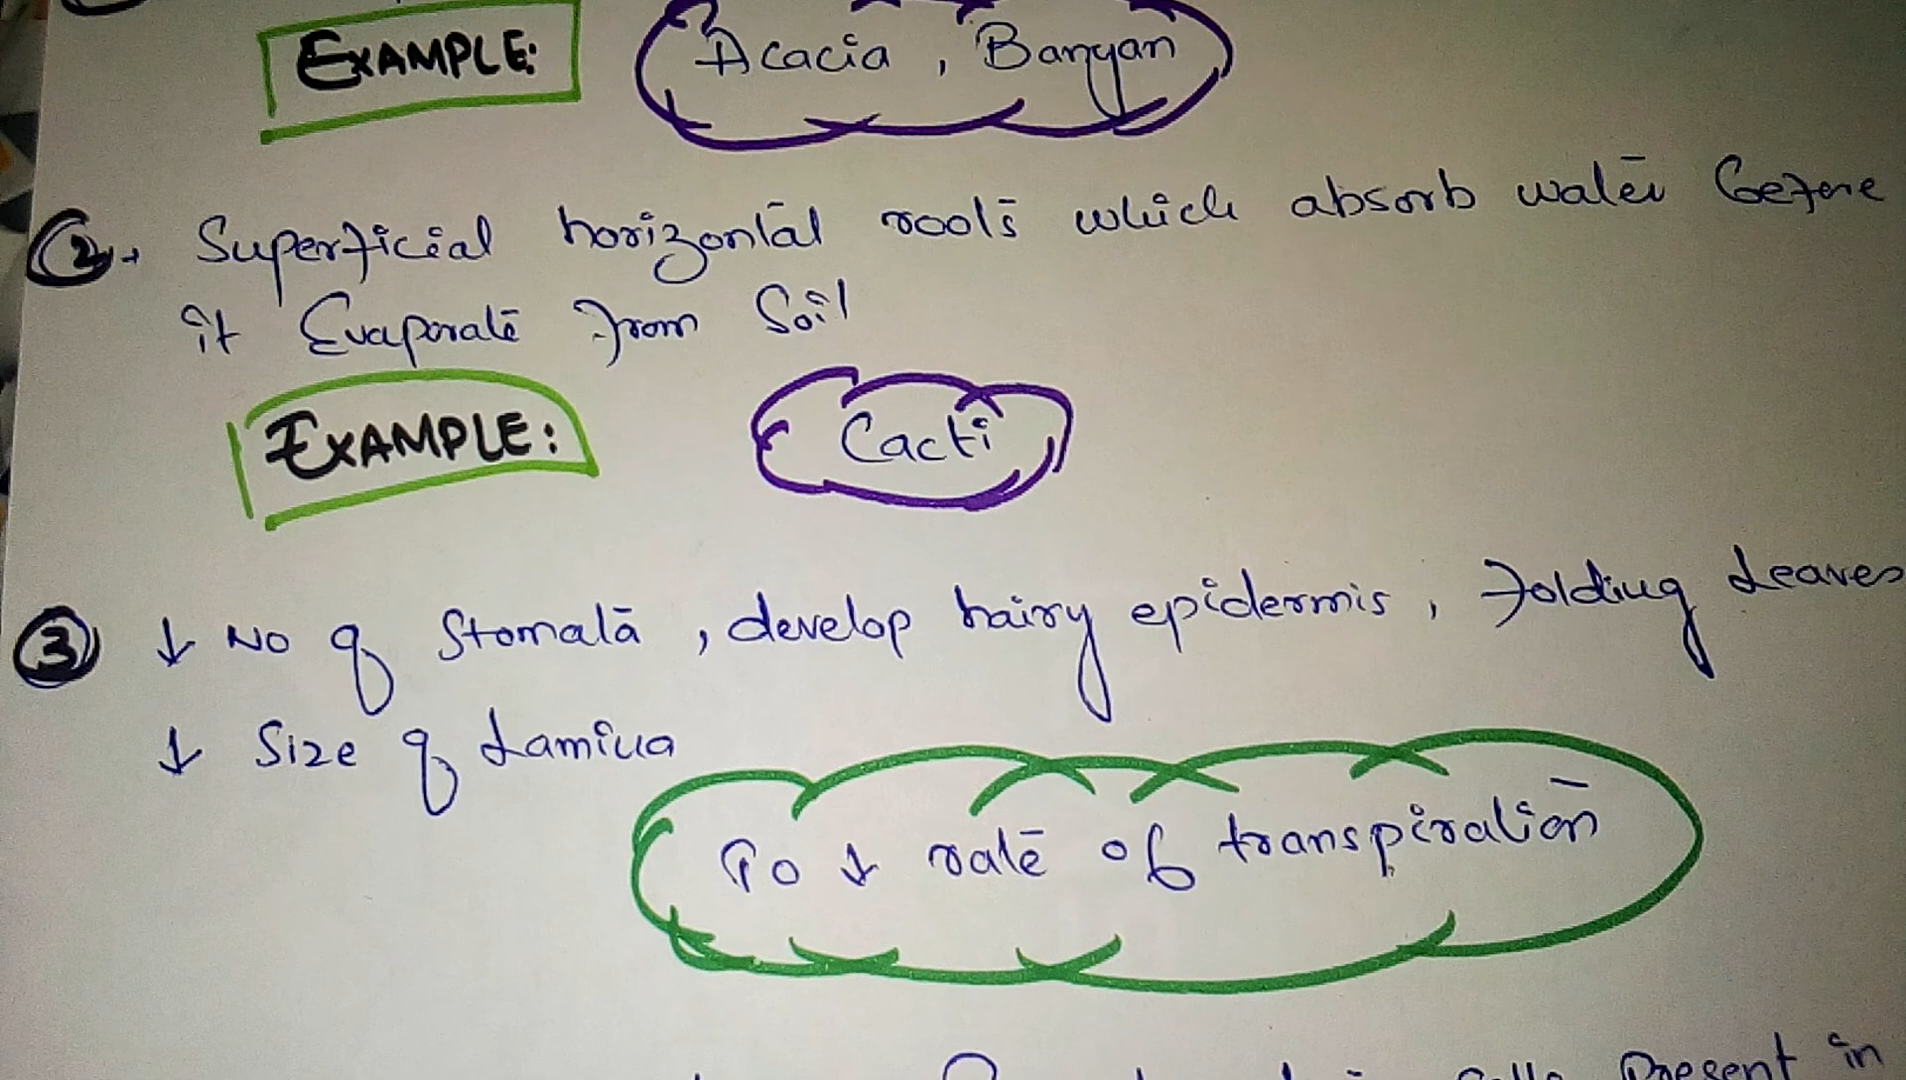 EXAMPLE: Acacia, Banyan
2. Superficial horizontal roots which absorb water before
it Evaporate from Soil
EXAMPLE: Cacti
3 ↓ No of Stomata, develop hairy epidermis, folding Leaves
↓ Size of Lamina
To ↓ rate of transpiration
Present in